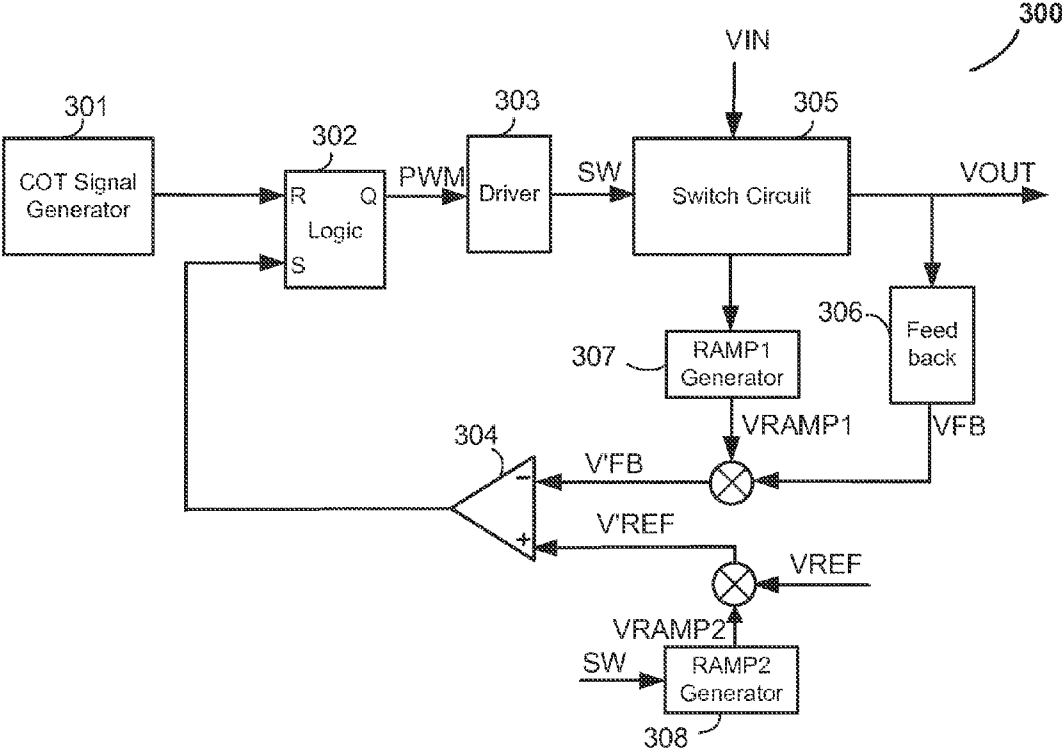 300
VIN
301
302
303
305
COT Signal
Generator
R
Q
Logic
S
PWM
Driver
SW
Switch Circuit
VOUT
306
Feed
back
307
RAMP1
Generator
VRAMP1
VFB
304
V'FB
-
V'REF
+
VREF
VRAMP2
SW
RAMP2
Generator
308